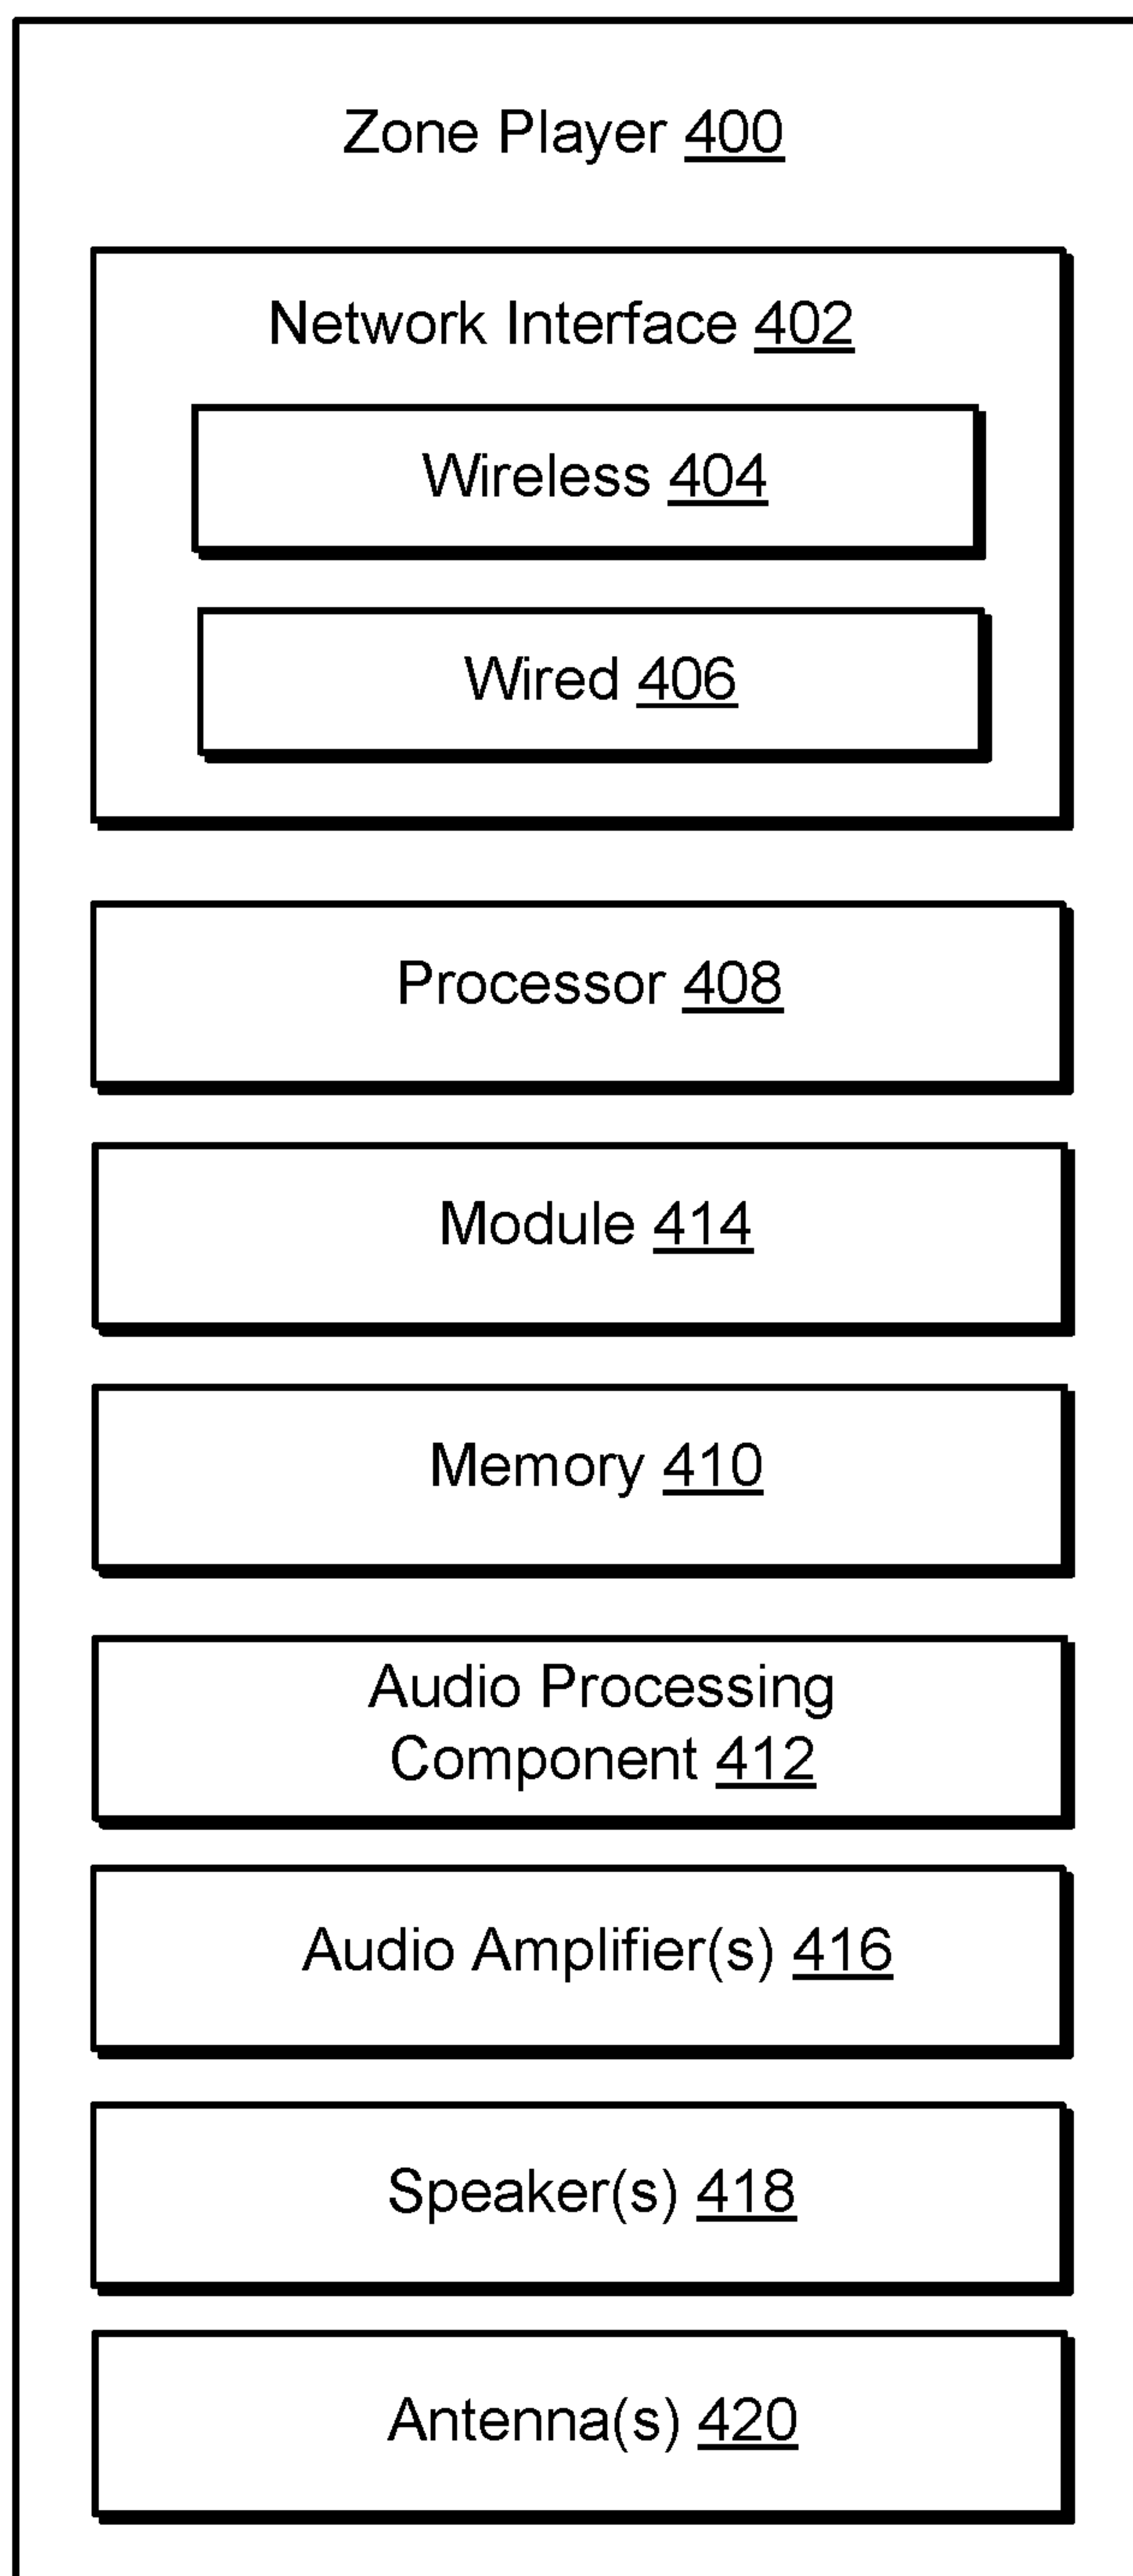 Zone Player 400
Network Interface 402
Wireless 404
Wired 406
Processor 408
Module 414
Memory 410
Audio Processing
Component 412
Audio Amplifier(s) 416
Speaker(s) 418
Antenna(s) 420